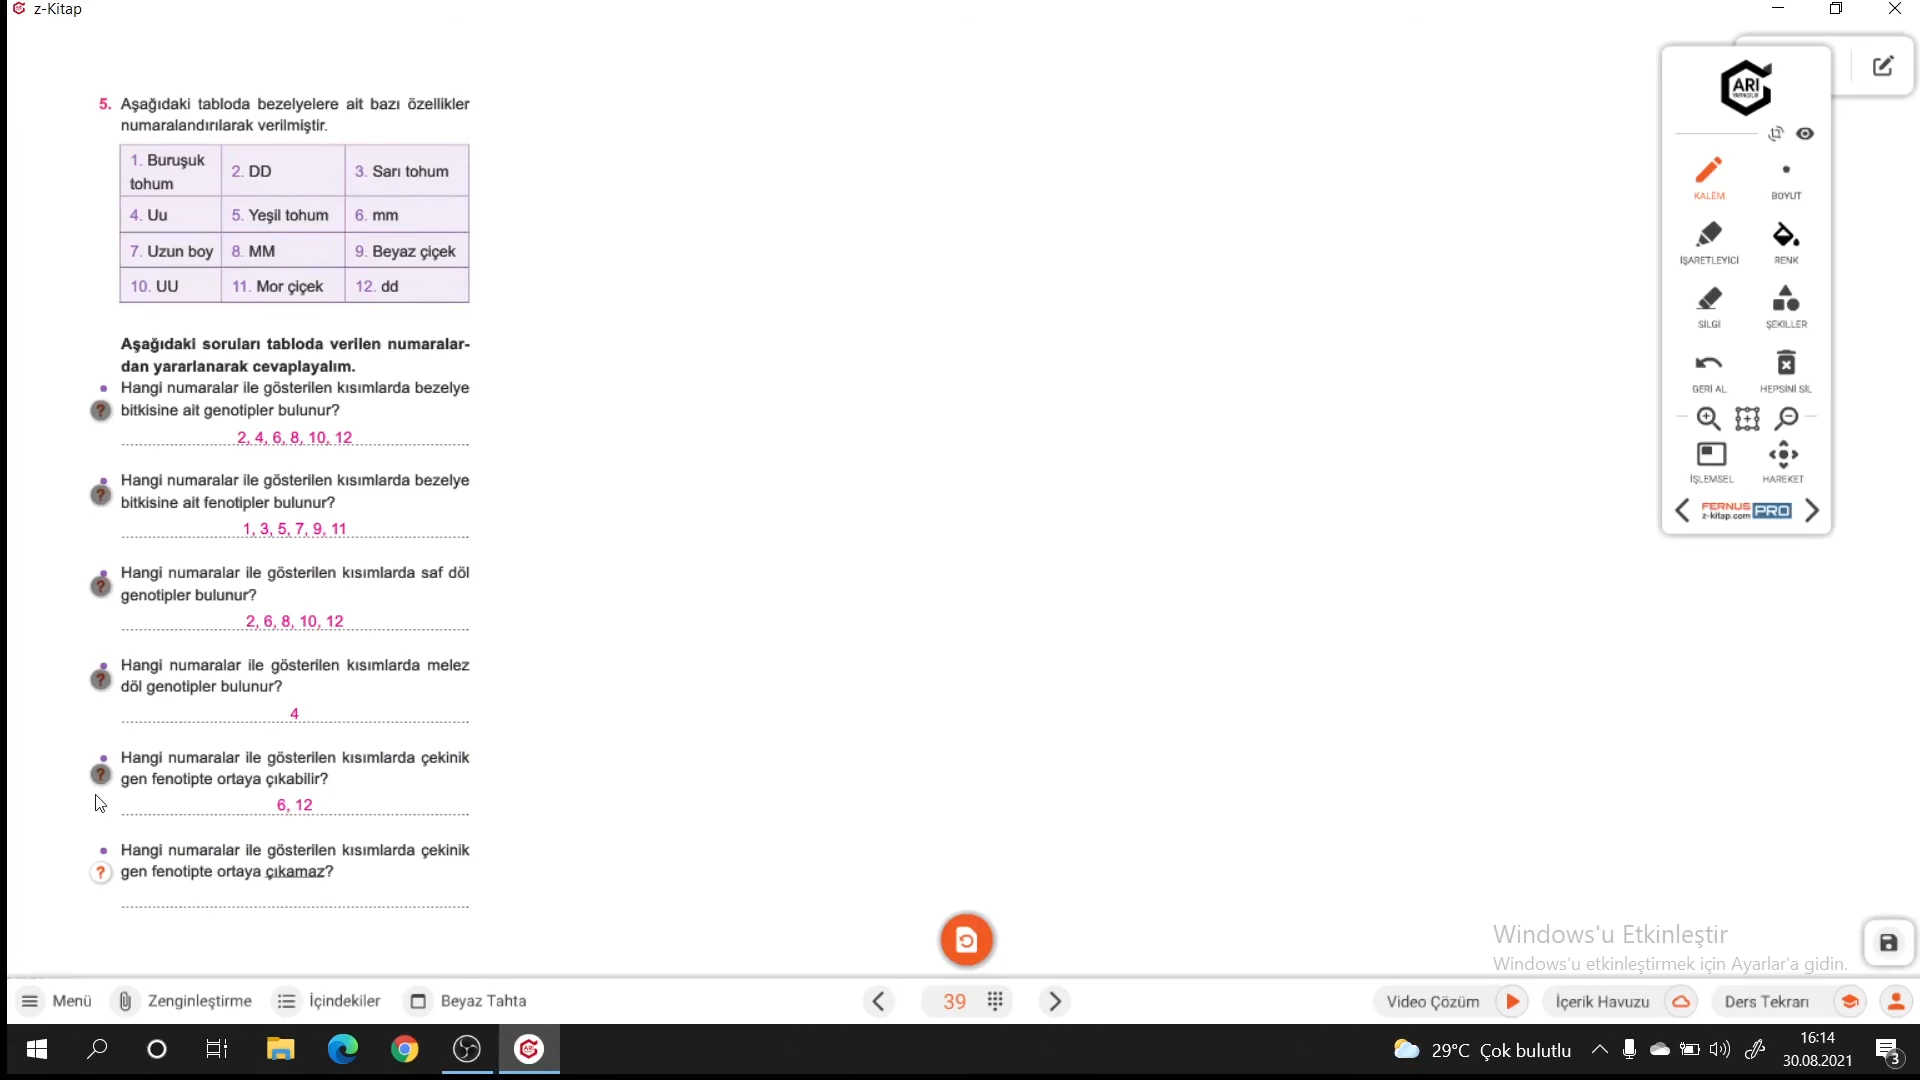 z-Kitap
5. Aşağıdaki tabloda bezelyelere ait bazı özellikler
numaralandırılarak verilmiştir.
1. Buruşuk
tohum
2. DD
3. Sarı tohum
4. Uu
5. Yeşil tohum
6. mm
7. Uzun boy
8. MM
9. Beyaz çiçek
10. UU
11. Mor çiçek
12. dd
Aşağıdaki soruları tabloda verilen numaralar-
dan yararlanarak cevaplayalım.
• Hangi numaralar ile gösterilen kısımlarda bezelye
? bitkisine ait genotipler bulunur?
2, 4, 6, 8, 10, 12
• Hangi numaralar ile gösterilen kısımlarda bezelye
? bitkisine ait fenotipler bulunur?
1, 3, 5, 7, 9, 11
• Hangi numaralar ile gösterilen kısımlarda saf döl
? genotipler bulunur?
2, 6, 8, 10, 12
• Hangi numaralar ile gösterilen kısımlarda melez
? döl genotipler bulunur?
4
• Hangi numaralar ile gösterilen kısımlarda çekinik
? gen fenotipte ortaya çıkabilir?
6, 12
• Hangi numaralar ile gösterilen kısımlarda çekinik
? gen fenotipte ortaya çıkamaz?
ARI
KALEM
BOYUT
İŞARETLEYİCİ
RENK
SİLGİ
ŞEKİLLER
GERİ AL
HEPSİNİ SİL
İŞLEMSEL
HAREKET
FERNUS
z-kitap.com PRO
Windows'u Etkinleştir
Windows'u etkinleştirmek için Ayarlar'a gidin.
Menü
Zenginleştirme
İçindekiler
Beyaz Tahta
39
Video Çözüm
İçerik Havuzu
Ders Tekrarı
29°C Çok bulutlu
16:14
30.08.2021
3